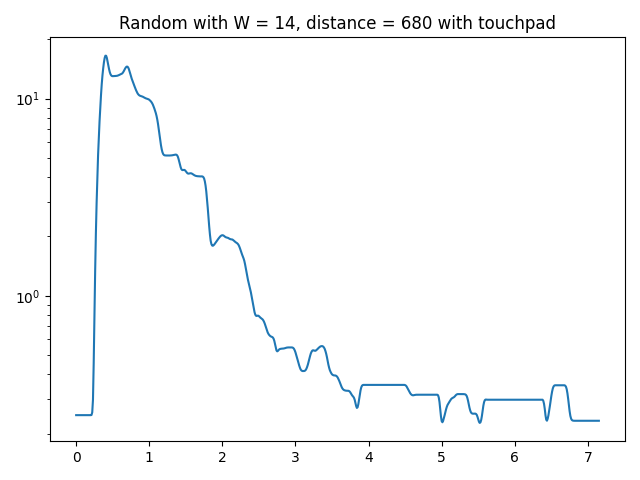 Random with W = 14, distance = 680 with touchpad
10¹
10⁰
0 1 2 3 4 5 6 7